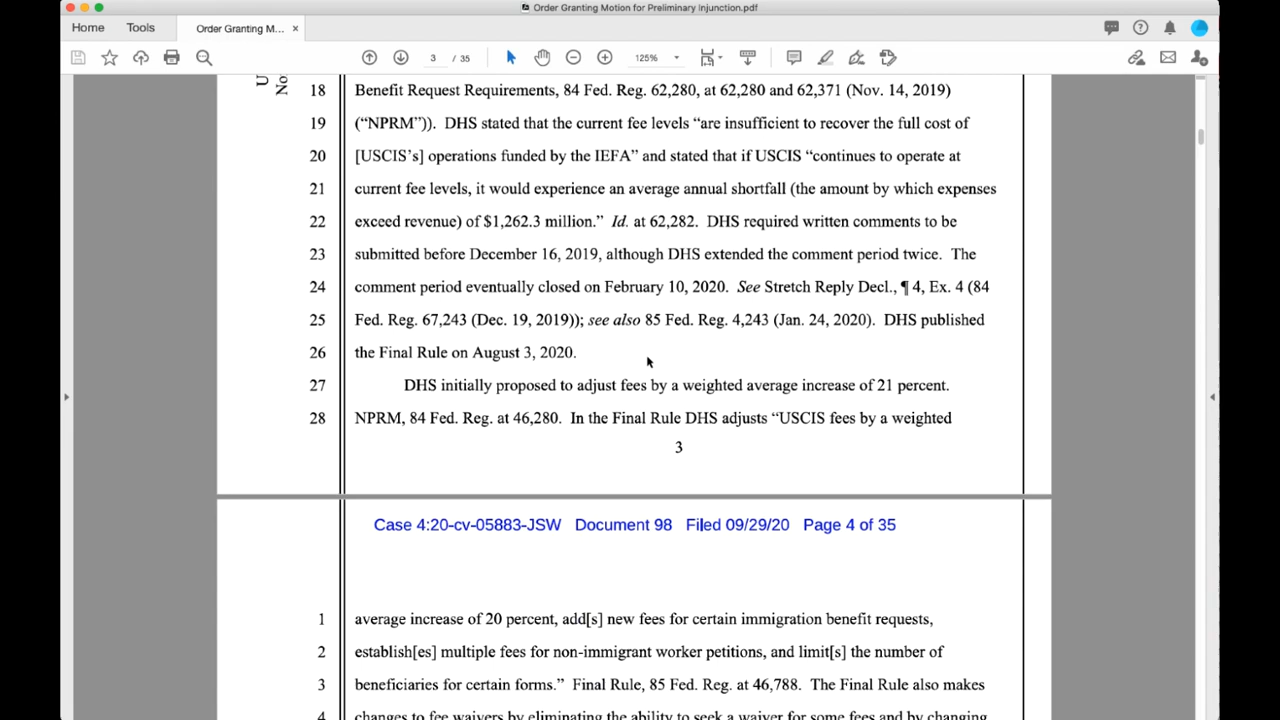 Order Granting Motion for Preliminary Injunction.pdf
Home Tools Order Granting M... ×
3 / 35 125%
U
No
18 Benefit Request Requirements, 84 Fed. Reg. 62,280, at 62,280 and 62,371 (Nov. 14, 2019)
19 (“NPRM”)). DHS stated that the current fee levels “are insufficient to recover the full cost of
20 [USCIS’s] operations funded by the IEFA” and stated that if USCIS “continues to operate at
21 current fee levels, it would experience an average annual shortfall (the amount by which expenses
22 exceed revenue) of $1,262.3 million.” Id. at 62,282. DHS required written comments to be
23 submitted before December 16, 2019, although DHS extended the comment period twice. The
24 comment period eventually closed on February 10, 2020. See Stretch Reply Decl., ¶ 4, Ex. 4 (84
25 Fed. Reg. 67,243 (Dec. 19, 2019)); see also 85 Fed. Reg. 4,243 (Jan. 24, 2020). DHS published
26 the Final Rule on August 3, 2020.
27 DHS initially proposed to adjust fees by a weighted average increase of 21 percent.
28 NPRM, 84 Fed. Reg. at 46,280. In the Final Rule DHS adjusts “USCIS fees by a weighted
3
Case 4:20-cv-05883-JSW Document 98 Filed 09/29/20 Page 4 of 35
1 average increase of 20 percent, add[s] new fees for certain immigration benefit requests,
2 establish[es] multiple fees for non-immigrant worker petitions, and limit[s] the number of
3 beneficiaries for certain forms.” Final Rule, 85 Fed. Reg. at 46,788. The Final Rule also makes
4 changes to fee waivers by eliminating the ability to seek a waiver for some fees and by changing